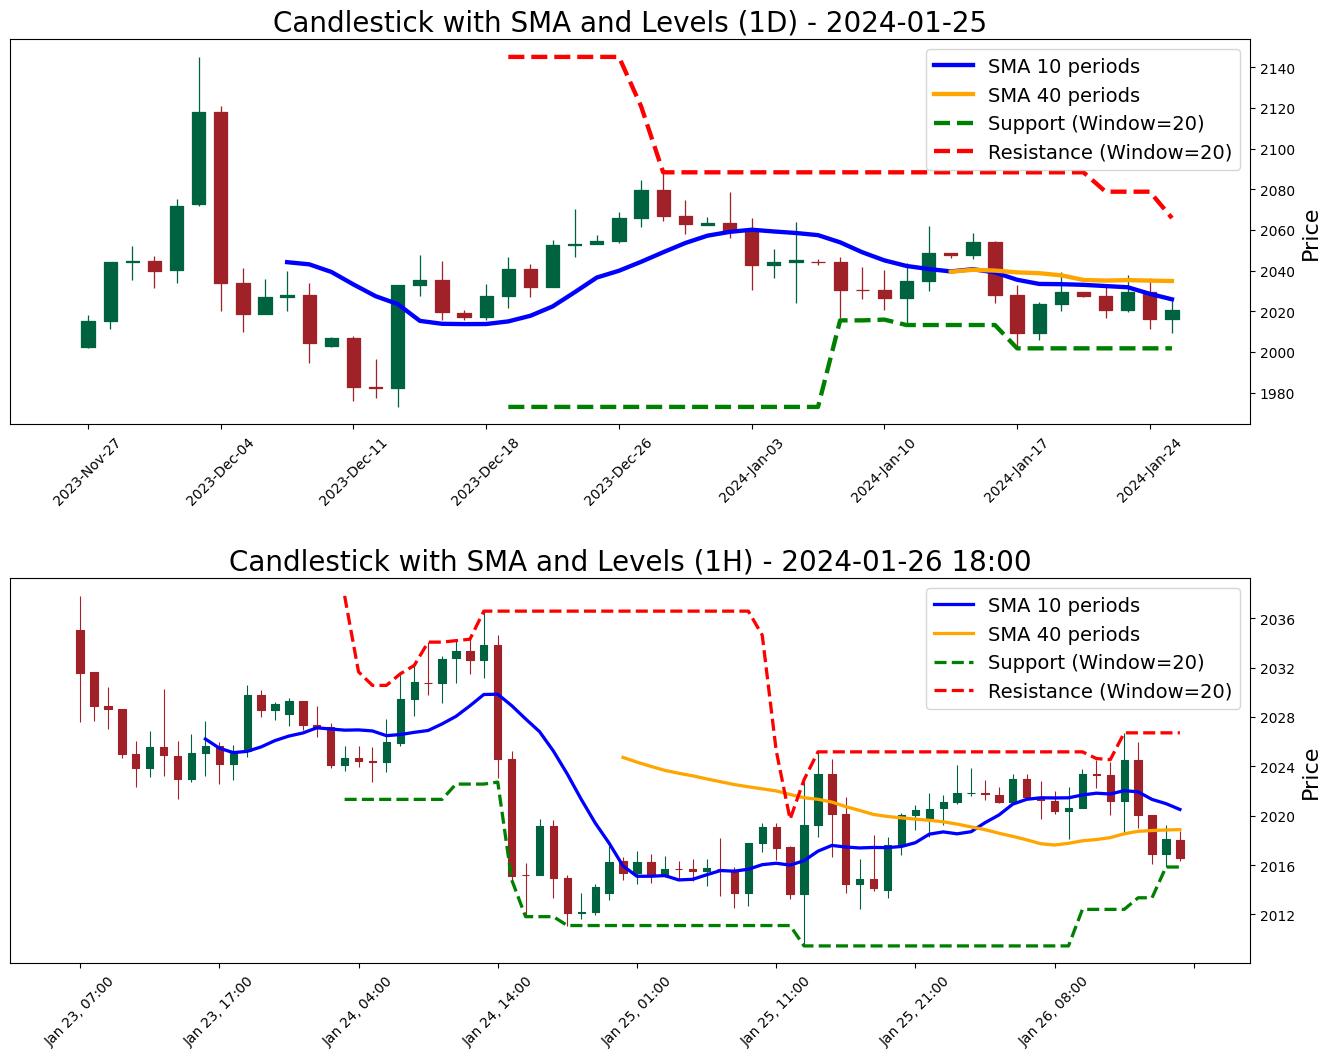 Candlestick with SMA and Levels (1D) - 2024-01-25
SMA 10 periods
SMA 40 periods
Support (Window=20)
Resistance (Window=20)
2140
2120
2100
2080
2060
2040
2020
2000
1980
Price
2023-Nov-27
2023-Dec-04
2023-Dec-11
2023-Dec-18
2023-Dec-26
2024-Jan-03
2024-Jan-10
2024-Jan-17
2024-Jan-24
Candlestick with SMA and Levels (1H) - 2024-01-26 18:00
SMA 10 periods
SMA 40 periods
Support (Window=20)
Resistance (Window=20)
2036
2032
2028
2024
2020
2016
2012
Price
Jan 23, 07:00
Jan 23, 17:00
Jan 24, 04:00
Jan 24, 14:00
Jan 25, 01:00
Jan 25, 11:00
Jan 25, 21:00
Jan 26, 08:00